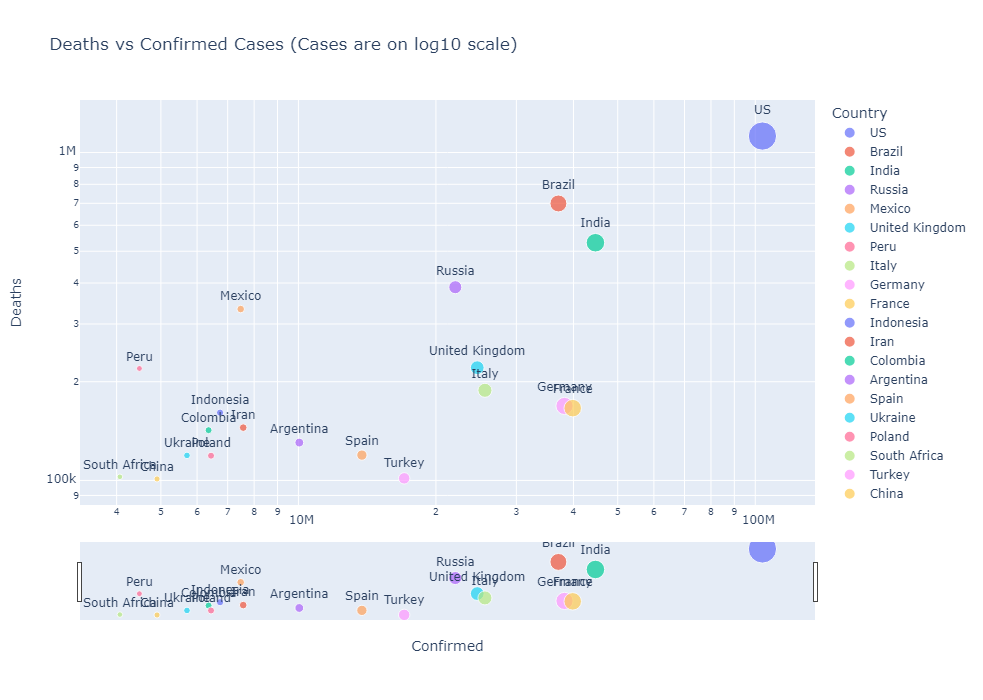 Deaths vs Confirmed Cases (Cases are on log10 scale)
Country
US
Brazil
India
Russia
Mexico
United Kingdom
Peru
Italy
Germany
France
Indonesia
Iran
Colombia
Argentina
Spain
Ukraine
Poland
South Africa
Turkey
China
Deaths
1M
9
8
7
6
5
4
3
2
100k
9
US
Brazil
India
Russia
Mexico
United Kingdom
Peru
Italy
Germany
France
Indonesia
Iran
Colombia
Argentina
Spain
Ukraine
Poland
South Africa
Turkey
China
4 5 6 7 8 9 10M 2 3 4 5 6 7 8 9 100M
Brazil
India
Russia
Mexico
United Kingdom
Peru
Italy
Germany
France
Indonesia
Iran
Colombia
Argentina
Spain
Ukraine
Poland
South Africa
Turkey
China
Confirmed